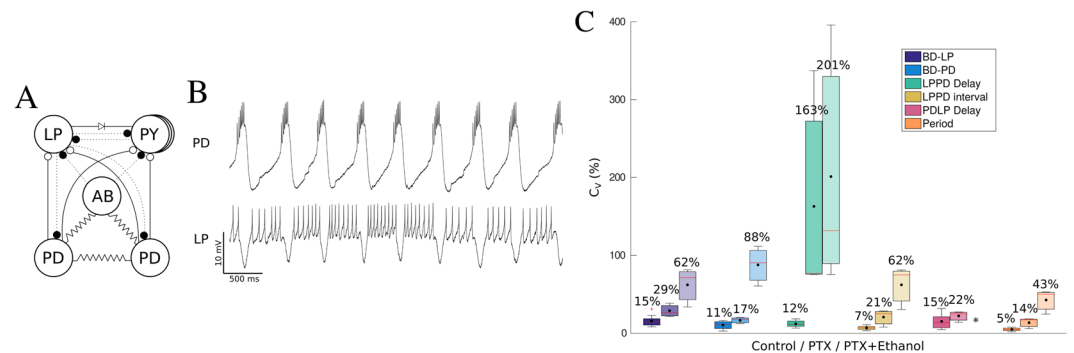 A
LP
PY
AB
PD
PD
B
PD
LP
10 mV
500 ms
C
Cv (%)
400
300
200
100
0
15%
29%
62%
11%
17%
88%
12%
163%
201%
7%
21%
62%
15%
22%
*
5%
14%
43%
BD-LP
BD-PD
LPPD Delay
LPPD interval
PDLP Delay
Period
Control / PTX / PTX+Ethanol